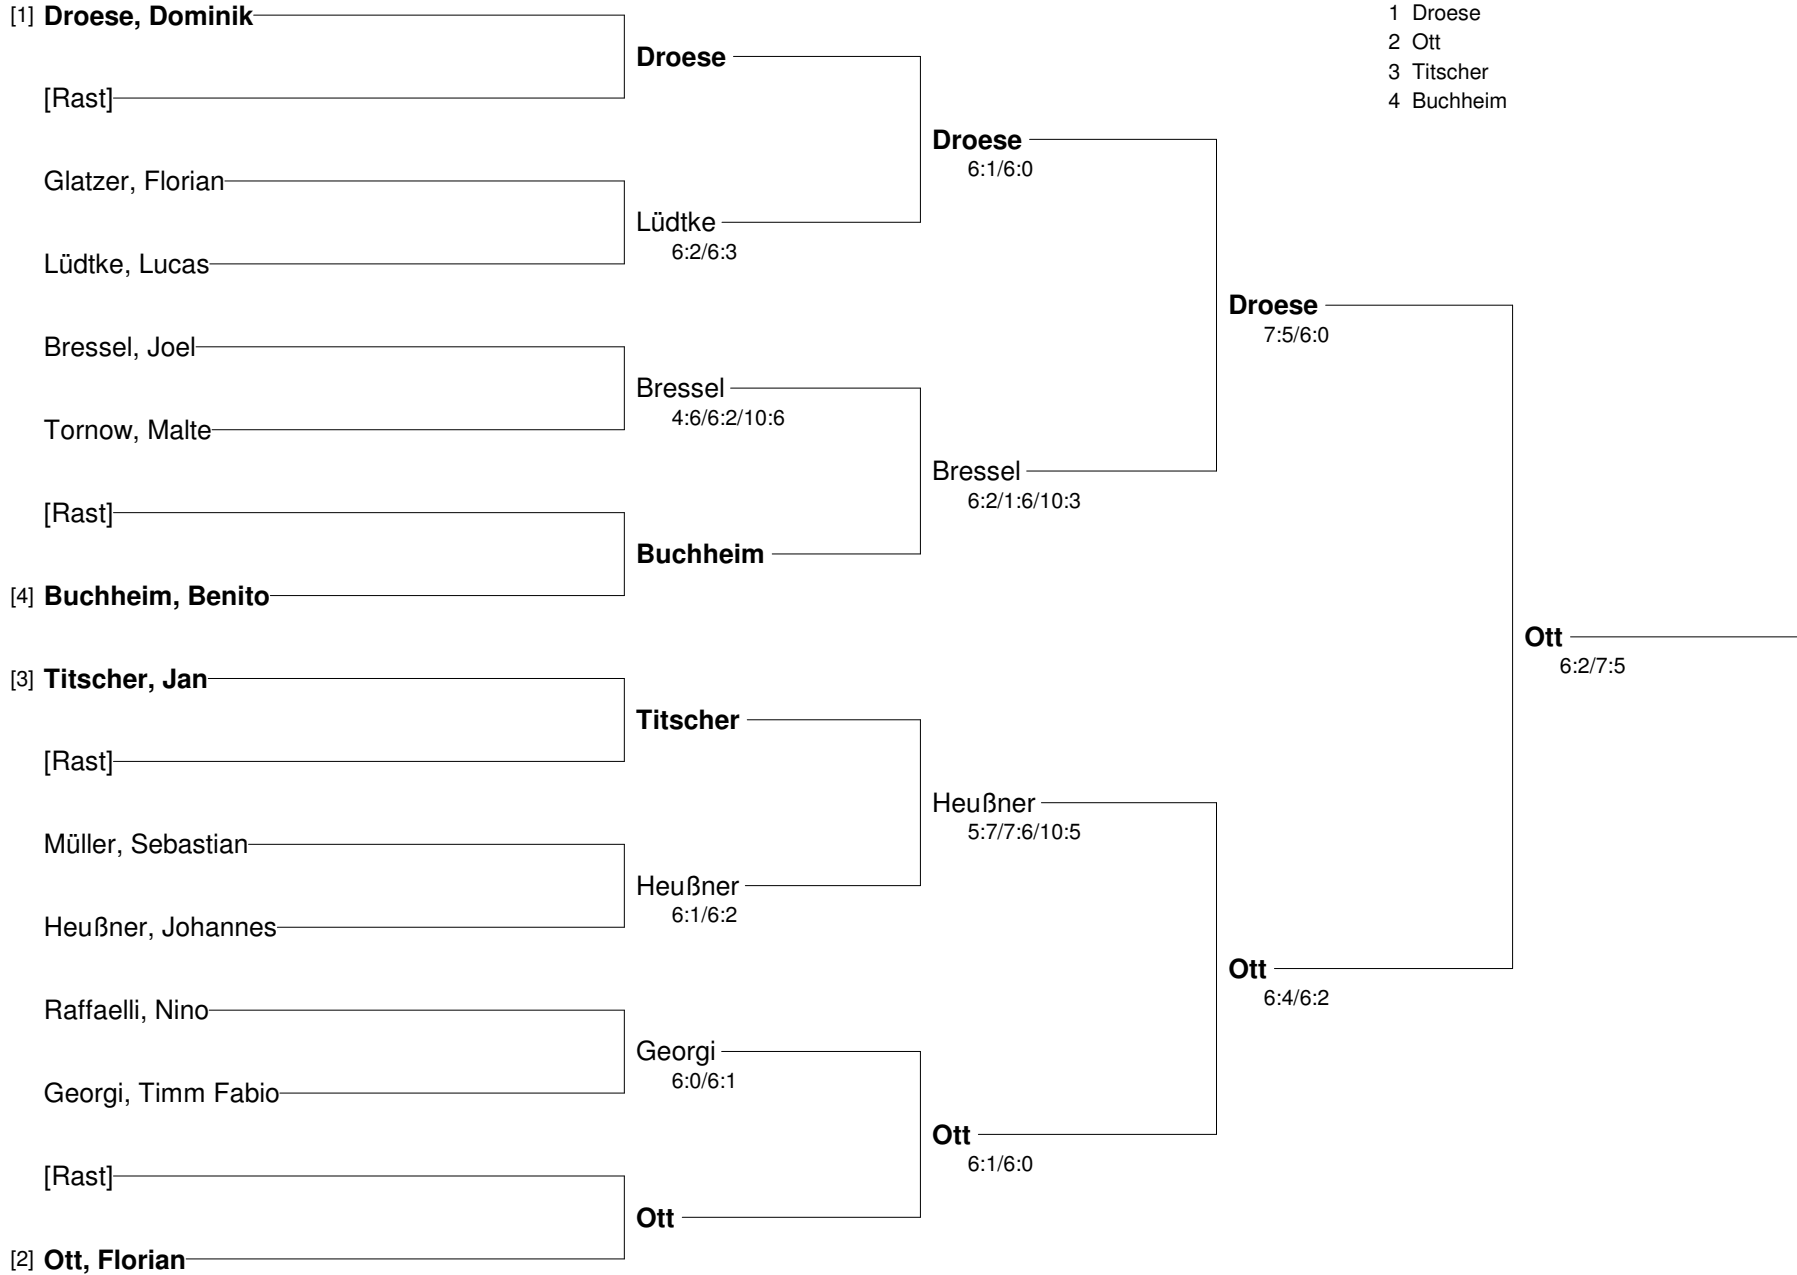 [1] Droese, Dominik
[Rast]
Glatzer, Florian
Lüdtke, Lucas
Bressel, Joel
Tornow, Malte
[Rast]
[4] Buchheim, Benito
[3] Titscher, Jan
[Rast]
Müller, Sebastian
Heußner, Johannes
Raffaelli, Nino
Georgi, Timm Fabio
[Rast]
[2] Ott, Florian
Droese
Lüdtke
6:2/6:3
Bressel
4:6/6:2/10:6
Buchheim
Titscher
Heußner
6:1/6:2
Georgi
6:0/6:1
Ott
Droese
6:1/6:0
Bressel
6:2/1:6/10:3
Heußner
5:7/7:6/10:5
Ott
6:1/6:0
Droese
7:5/6:0
Ott
6:4/6:2
Ott
6:2/7:5
1 Droese
2 Ott
3 Titscher
4 Buchheim